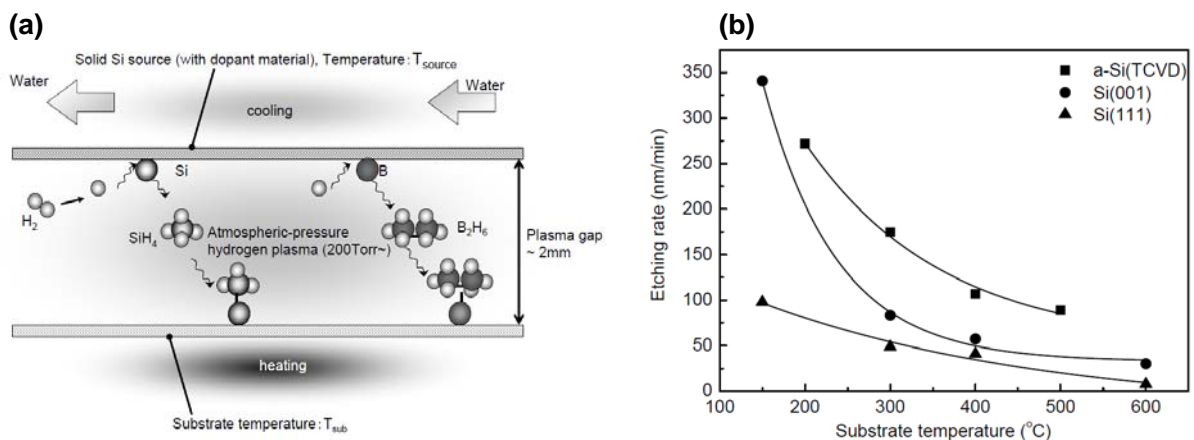 (a)
Solid Si source (with dopant material), Temperature: T_source
Water
Water
cooling
Si
B
H₂
SiH₄
Atmospheric-pressure
hydrogen plasma (200Torr~)
B₂H₆
Plasma gap
~ 2mm
heating
Substrate temperature: T_sub
(b)
Etching rate (nm/min)
350
300
250
200
150
100
50
0
a-Si(TCVD)
Si(001)
Si(111)
100 200 300 400 500 600
Substrate temperature (°C)